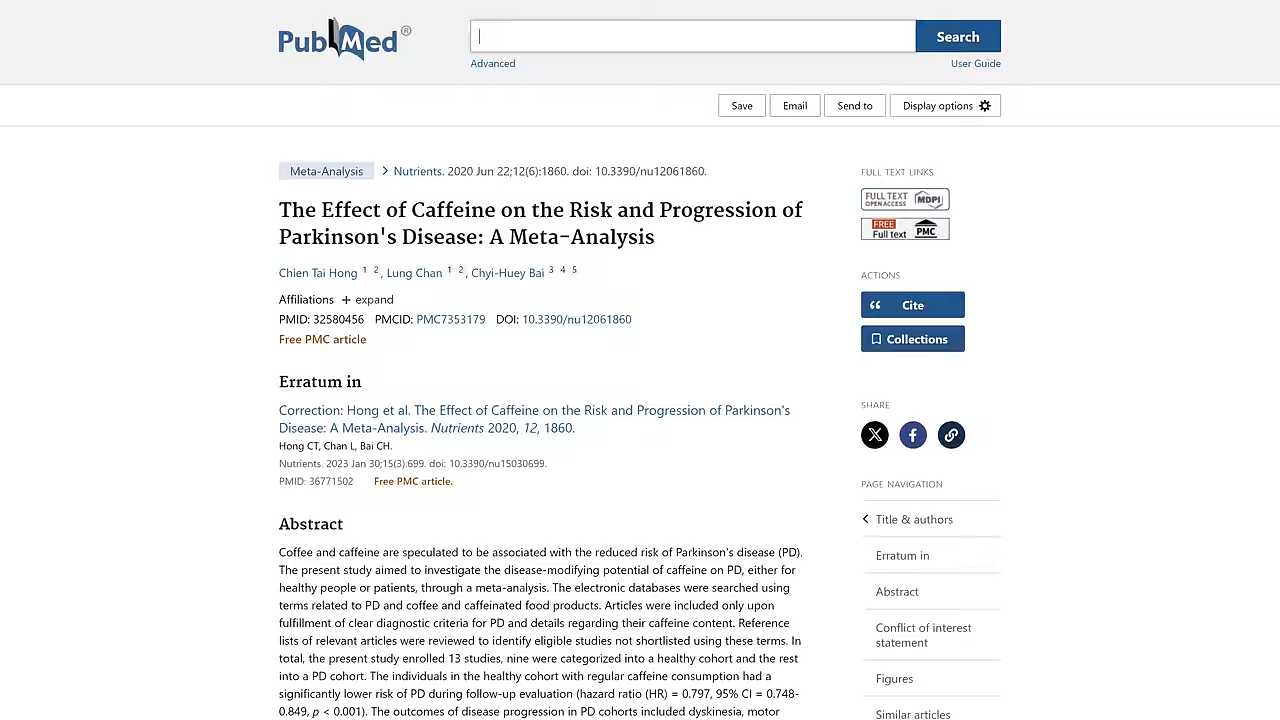 PubMed®
Search
Advanced
User Guide
Save
Email
Send to
Display options
Meta-Analysis
Nutrients. 2020 Jun 22;12(6):1860. doi: 10.3390/nu12061860.
The Effect of Caffeine on the Risk and Progression of
Parkinson's Disease: A Meta-Analysis
Chien Tai Hong 1 2, Lung Chan 1 2, Chyi-Huey Bai 3 4 5
Affiliations + expand
PMID: 32580456 PMCID: PMC7353179 DOI: 10.3390/nu12061860
Free PMC article
Erratum in
Correction: Hong et al. The Effect of Caffeine on the Risk and Progression of Parkinson's
Disease: A Meta-Analysis. Nutrients 2020, 12, 1860.
Hong CT, Chan L, Bai CH.
Nutrients. 2023 Jan 30;15(3):699. doi: 10.3390/nu15030699.
PMID: 36771502 Free PMC article.
Abstract
Coffee and caffeine are speculated to be associated with the reduced risk of Parkinson's disease (PD).
The present study aimed to investigate the disease-modifying potential of caffeine on PD, either for
healthy people or patients, through a meta-analysis. The electronic databases were searched using
terms related to PD and coffee and caffeinated food products. Articles were included only upon
fulfillment of clear diagnostic criteria for PD and details regarding their caffeine content. Reference
lists of relevant articles were reviewed to identify eligible studies not shortlisted using these terms. In
total, the present study enrolled 13 studies, nine were categorized into a healthy cohort and the rest
into a PD cohort. The individuals in the healthy cohort with regular caffeine consumption had a
significantly lower risk of PD during follow-up evaluation (hazard ratio (HR) = 0.797, 95% CI = 0.748-
0.849, p < 0.001). The outcomes of disease progression in PD cohorts included dyskinesia, motor
FULL TEXT LINKS
FULL TEXT
OPEN ACCESS
MDPI
FREE
Full text
PMC
ACTIONS
Cite
Collections
SHARE
PAGE NAVIGATION
Title & authors
Erratum in
Abstract
Conflict of interest
statement
Figures
Similar articles